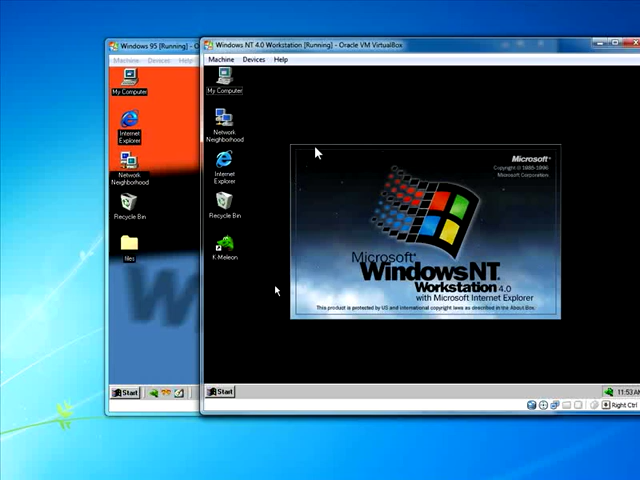 Windows 95 [Running] - O
Windows NT 4.0 Workstation [Running] - Oracle VM VirtualBox
Machine Devices Help
Machine Devices Help
My Computer
Internet
Explorer
Network
Neighborhood
Recycle Bin
files
Start
My Computer
Network
Neighborhood
Internet
Explorer
Recycle Bin
K-Meleon
Microsoft
Copyright © 1985-1996
Microsoft Corporation
Microsoft
Windows NT
Workstation 4.0
with Microsoft Internet Explorer
This product is protected by US and international copyright laws as described in the About Box.
Start
11:53 AM
Right Ctrl